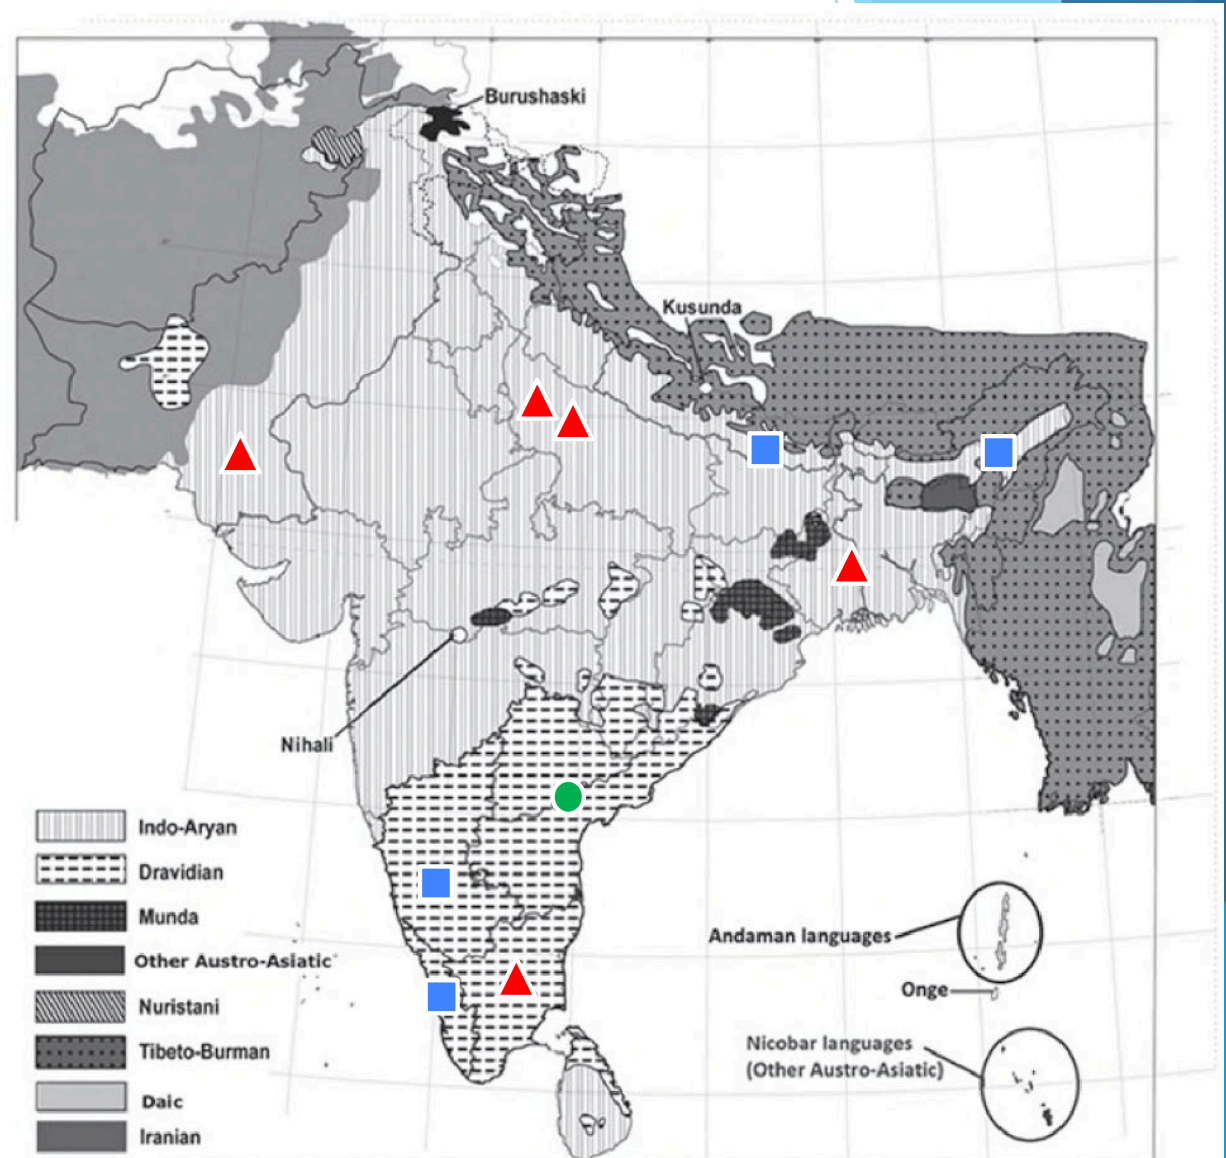 Burushaski
Kusunda
Nihali
Indo-Aryan
Dravidian
Munda
Other Austro-Asiatic
Nuristani
Tibeto-Burman
Daic
Iranian
Andaman languages
Onge
Nicobar languages
(Other Austro-Asiatic)